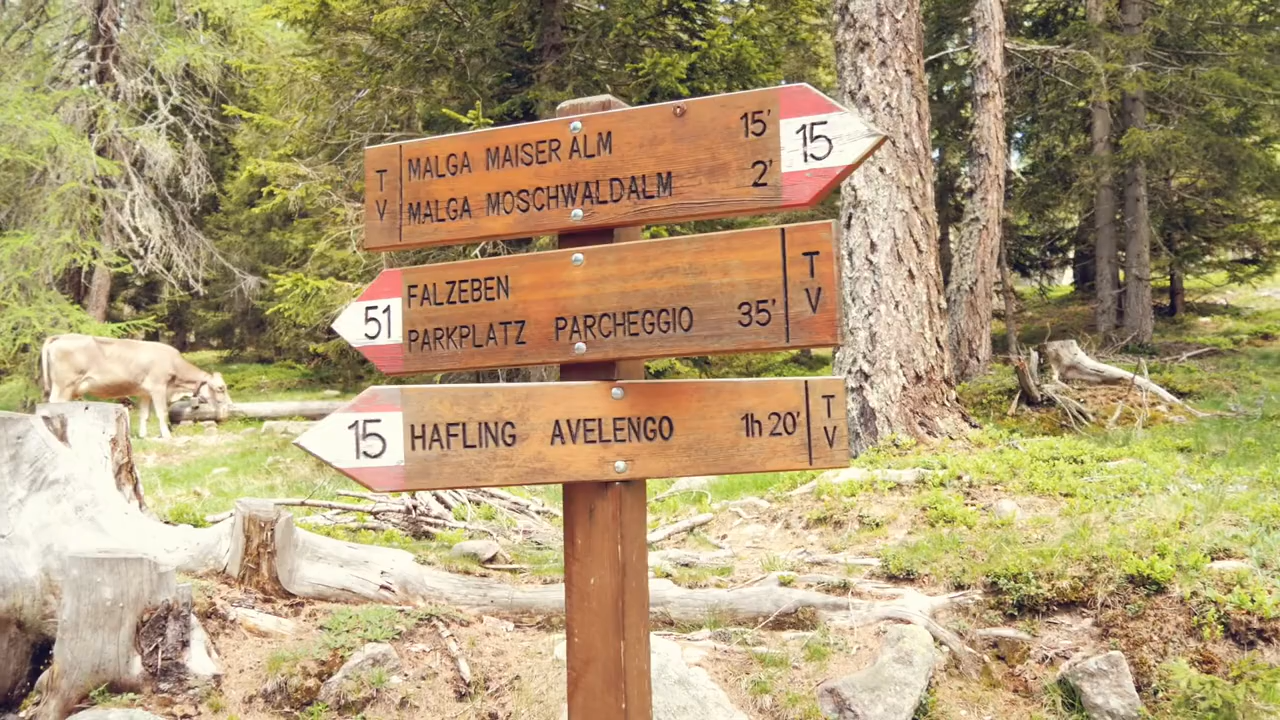 T V
MALGA MAISER ALM 15'
MALGA MOSCHWALDALM 2'
15
51
FALZEBEN
PARKPLATZ PARCHEGGIO 35'
T V
15 HAFLING AVELENGO 1h 20'
T V